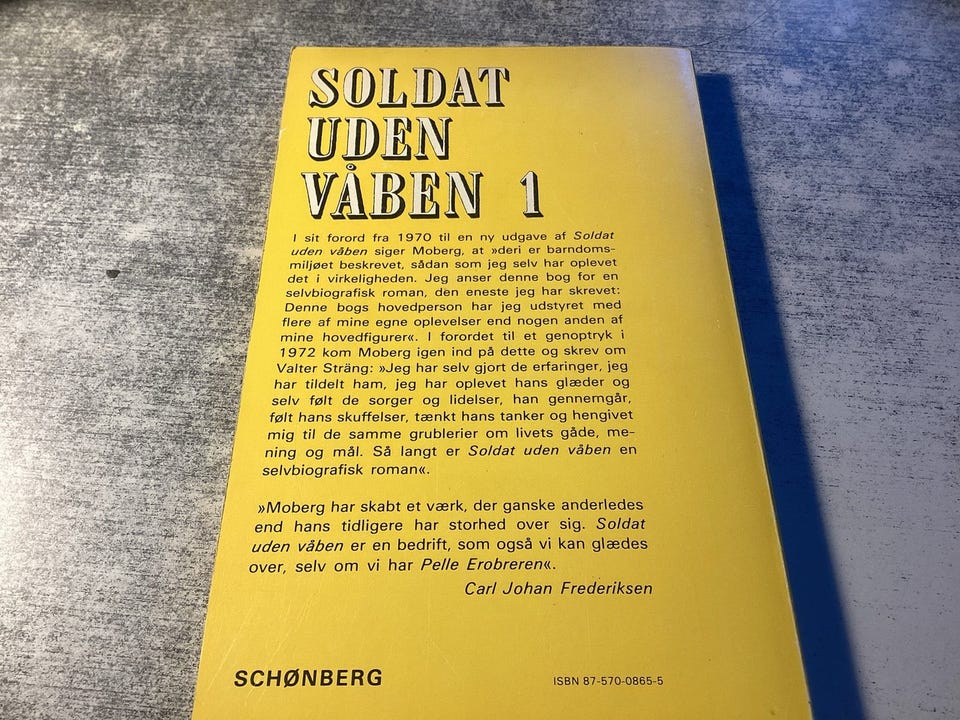 SOLDAT
UDEN
VÅBEN 1
I sit forord fra 1970 til en ny udgave af Soldat
uden våben siger Moberg, at »deri er barndoms-
miljøet beskrevet, sådan som jeg selv har oplevet
det i virkeligheden. Jeg anser denne bog for en
selvbiografisk roman, den eneste jeg har skrevet:
Denne bogs hovedperson har jeg udstyret med
flere af mine egne oplevelser end nogen anden af
mine hovedfigurer«. I forordet til et genoptryk i
1972 kom Moberg igen ind på dette og skrev om
Valter Sträng: »Jeg har selv gjort de erfaringer, jeg
har tildelt ham, jeg har oplevet hans glæder og
selv følt de sorger og lidelser, han gennemgår,
følt hans skuffelser, tænkt hans tanker og hengivet
mig til de samme grublerier om livets gåde, me-
ning og mål. Så langt er Soldat uden våben en
selvbiografisk roman«.
»Moberg har skabt et værk, der ganske anderledes
end hans tidligere har storhed over sig. Soldat
uden våben er en bedrift, som også vi kan glædes
over, selv om vi har Pelle Erobreren«.
Carl Johan Frederiksen
SCHØNBERG
ISBN 87-570-0865-5